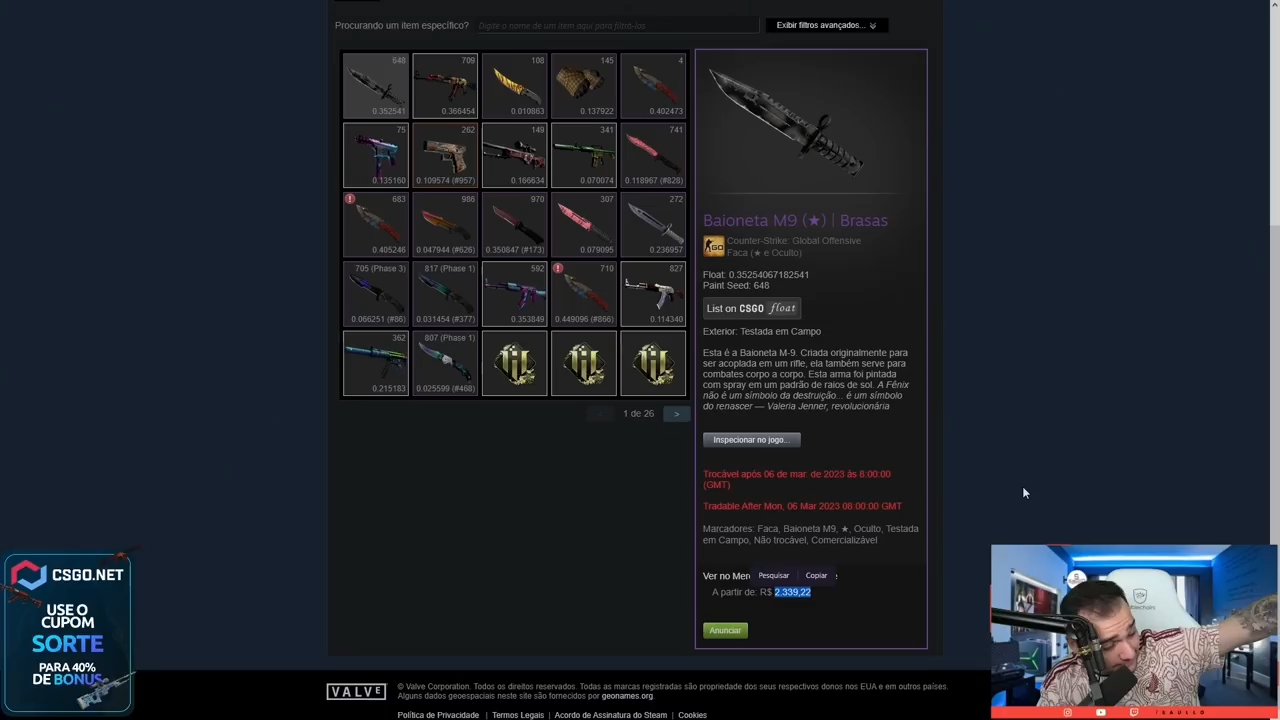 Procurando um item específico?
Digite o nome de um item aqui para filtrá-los
Exibir filtros avançados...
648
0.352541
709
0.366454
108
0.010863
145
0.137922
4
0.402473
75
0.135160
262
0.109574 (#957)
149
0.166634
341
0.070074
741
0.118967 (#828)
683
0.405246
986
0.047944 (#626)
970
0.350847 (#173)
307
0.079095
272
0.236957
705 (Phase 3)
0.066251 (#86)
817 (Phase 1)
0.031454 (#377)
592
0.353849
710
0.449096 (#866)
827
0.114340
362
0.215183
807 (Phase 1)
0.025599 (#488)
<
1 de 26
>
Baioneta M9 (★) | Brasas
GO
Counter-Strike: Global Offensive
Faca (★ e Oculto)
Float: 0.35254067182541
Paint Seed: 648
List on CSGO float
Exterior: Testada em Campo
Esta é a Baioneta M-9. Criada originalmente para
ser acoplada em um rifle, ela também serve para
combates corpo a corpo. Esta arma foi pintada
com spray em um padrão de raios de sol. A Fênix
não é um símbolo da destruição... é um símbolo
do renascer — Valeria Jenner, revolucionária
Inspecionar no jogo...
Trocável após 06 de mar. de 2023 às 8:00:00
(GMT)
Tradable After Mon, 06 Mar 2023 08:00:00 GMT
Marcadores: Faca, Baioneta M9, ★, Oculto, Testada
em Campo, Não trocável, Comercializável
Ver no Mer
Pesquisar
Copiar
A partir de: R$ 2.339,22
Anunciar
CSGO.NET
USE O
CUPOM
SORTE
PARA 40%
DE BONUS
VALVE
© Valve Corporation. Todos os direitos reservados. Todas as marcas registradas são propriedade dos seus respectivos donos nos EUA e em outros países.
Alguns dados geoespaciais neste site são fornecidos por geonames.org.
Política de Privacidade | Termos Legais | Acordo de Assinatura do Steam | Cookies